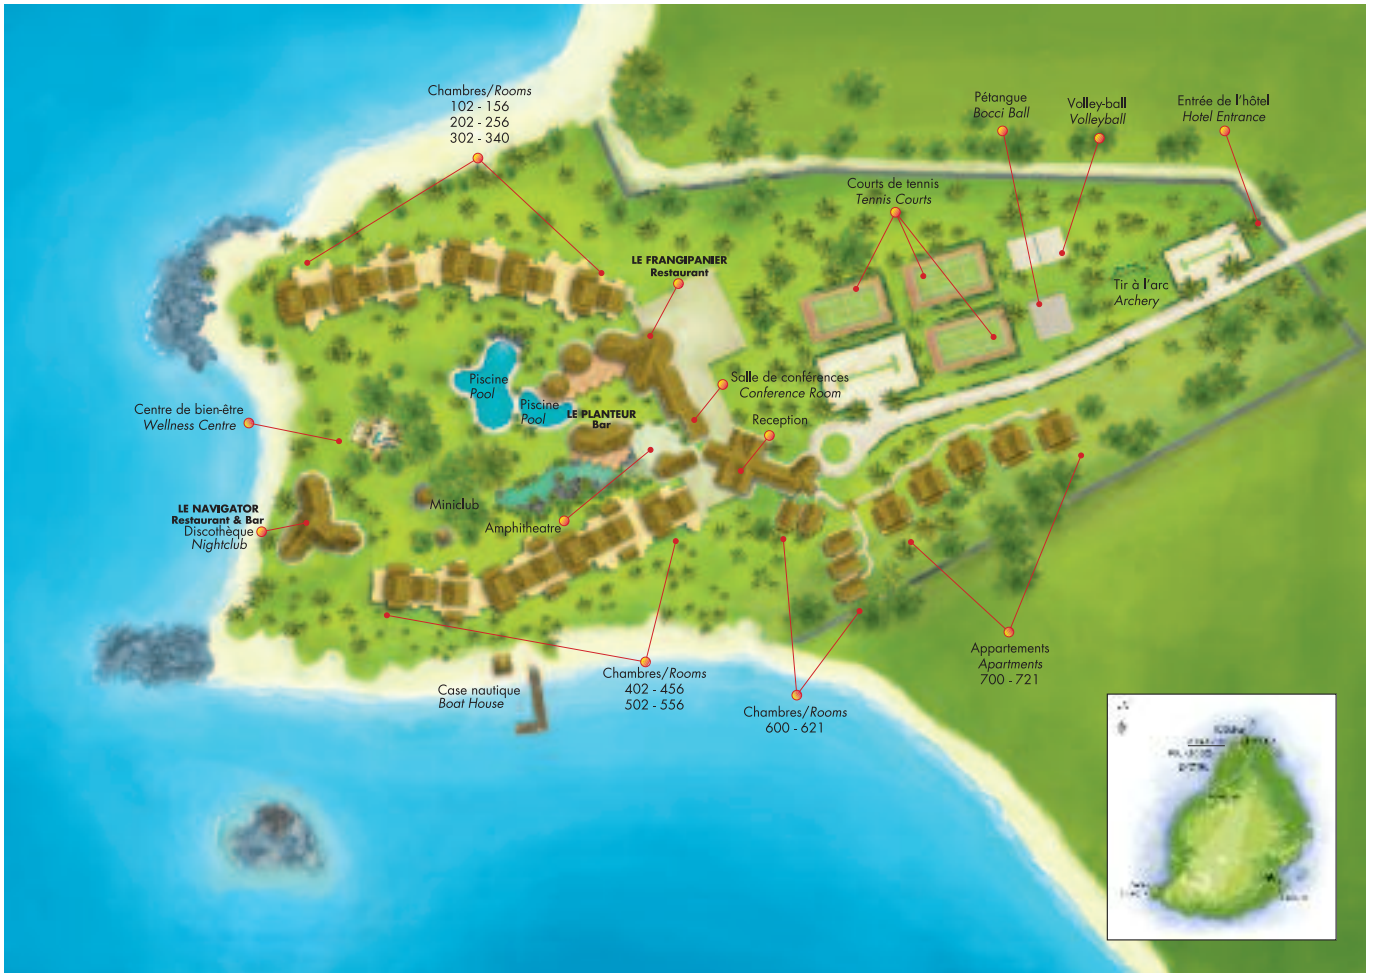 Chambres/Rooms
102 - 156
202 - 256
302 - 340
Pétangue
Bocci Ball
Volley-ball
Volleyball
Entrée de l'hôtel
Hotel Entrance
Courts de tennis
Tennis Courts
LE FRANGIPANIER
Restaurant
Tir à l'arc
Archery
Piscine
Pool
Piscine
Pool
Salle de conférences
Conference Room
LE PLANTEUR
Bar
Reception
Centre de bien-être
Wellness Centre
LE NAVIGATOR
Restaurant & Bar
Discothèque
Nightclub
Miniclub
Amphitheatre
Case nautique
Boat House
Chambres/Rooms
402 - 456
502 - 556
Chambres/Rooms
600 - 621
Appartements
Apartments
700 - 721